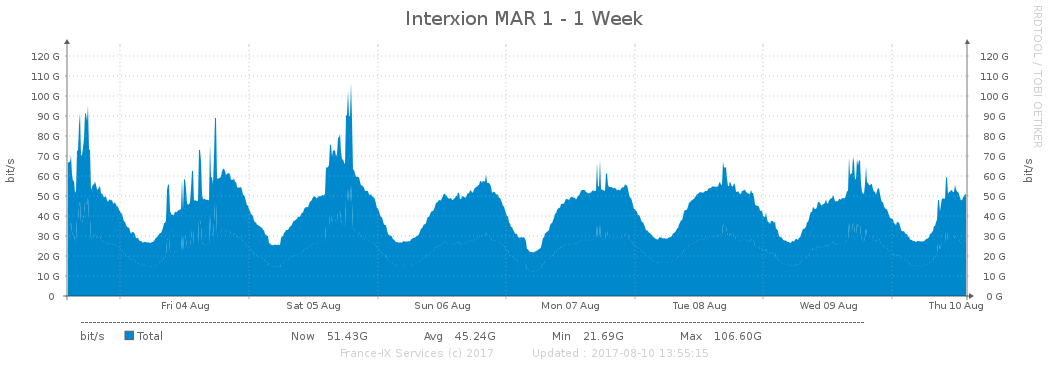 Interxion MAR 1 - 1 Week
RRDTOOL / TOBI OETIKER
120 G 120 G
110 G 110 G
100 G 100 G
90 G 90 G
80 G 80 G
70 G 70 G
60 G 60 G
50 G 50 G
40 G 40 G
30 G 30 G
20 G 20 G
10 G 10 G
0 0 G
bit/s
bit/s
Fri 04 Aug Sat 05 Aug Sun 06 Aug Mon 07 Aug Tue 08 Aug Wed 09 Aug Thu 10 Aug
bit/s Total Now 51.43G Avg 45.24G Min 21.69G Max 106.60G
France-IX Services (c) 2017 Updated : 2017-08-10 13:55:15